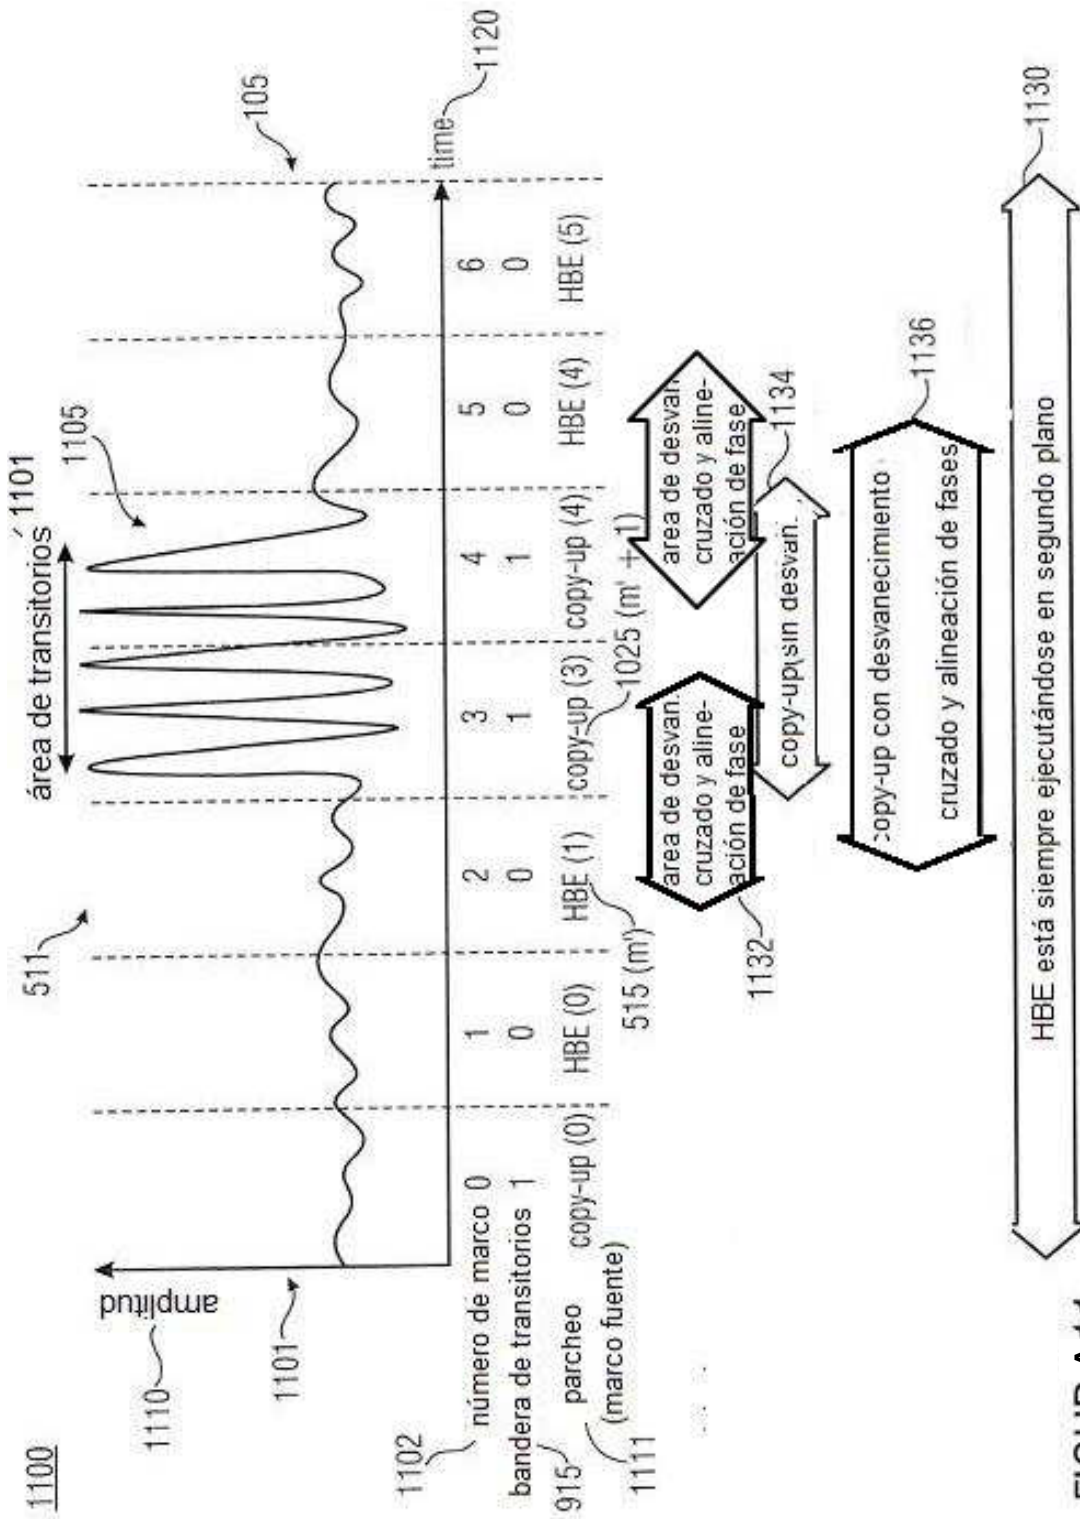 1100
área de transitorios 1101
1105
511
105
1110
amplitud
1101
time
1120
1102
número de marco 0 1 2 3 4 5 6
bandera de transitorios 1 0 0 1 1 0 0
915
parcheo
(marco fuente)
1111
copy-up (0) HBE (0) HBE (1) copy-up (3) copy-up (4) HBE (4) HBE (5)
515 (m')
1025 (m' + 1)
área de desvan.
cruzado y aline-
ación de fase
1132
área de desvan.
cruzado y aline-
ación de fase
copy-up(sin desvan.
1134
copy-up con desvanecimiento
cruzado y alineación de fases
1136
HBE está siempre ejecutándose en segundo plano
1130